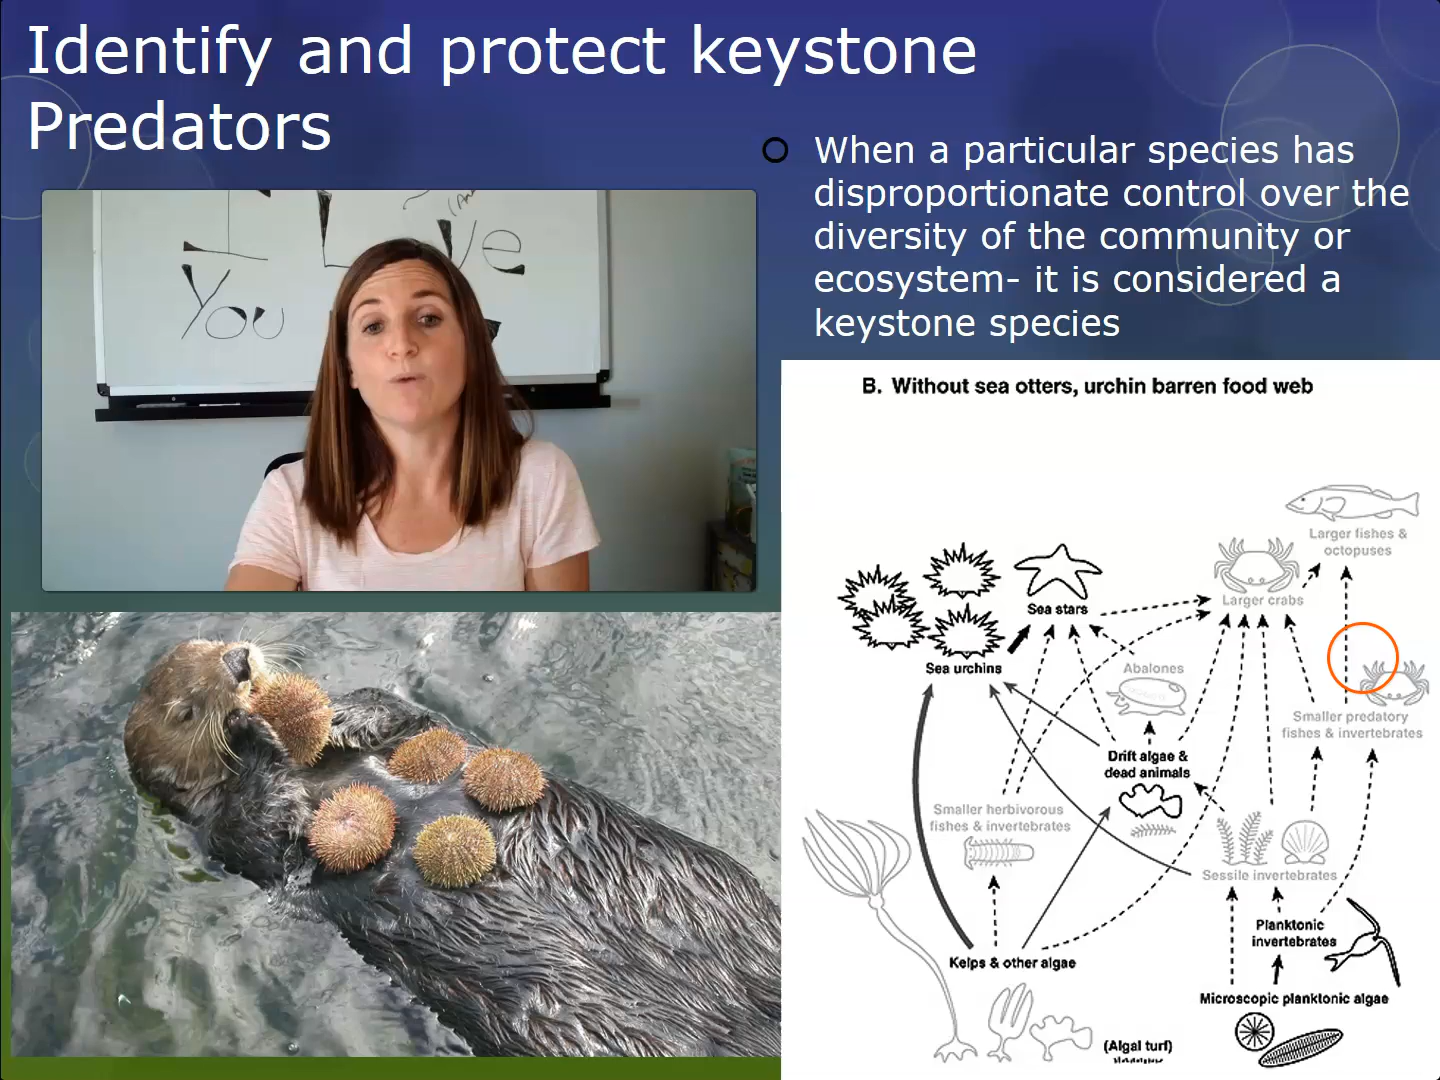 Identify and protect keystone
Predators
When a particular species has
disproportionate control over the
diversity of the community or
ecosystem- it is considered a
keystone species
I Love
You
B. Without sea otters, urchin barren food web
Larger fishes &
octopuses
Larger crabs
Sea stars
Sea urchins
Abalones
Smaller predatory
fishes & invertebrates
Drift algae &
dead animals
Smaller herbivorous
fishes & invertebrates
Sessile invertebrates
Planktonic
invertebrates
Kelps & other algae
Microscopic planktonic algae
(Algal turf)